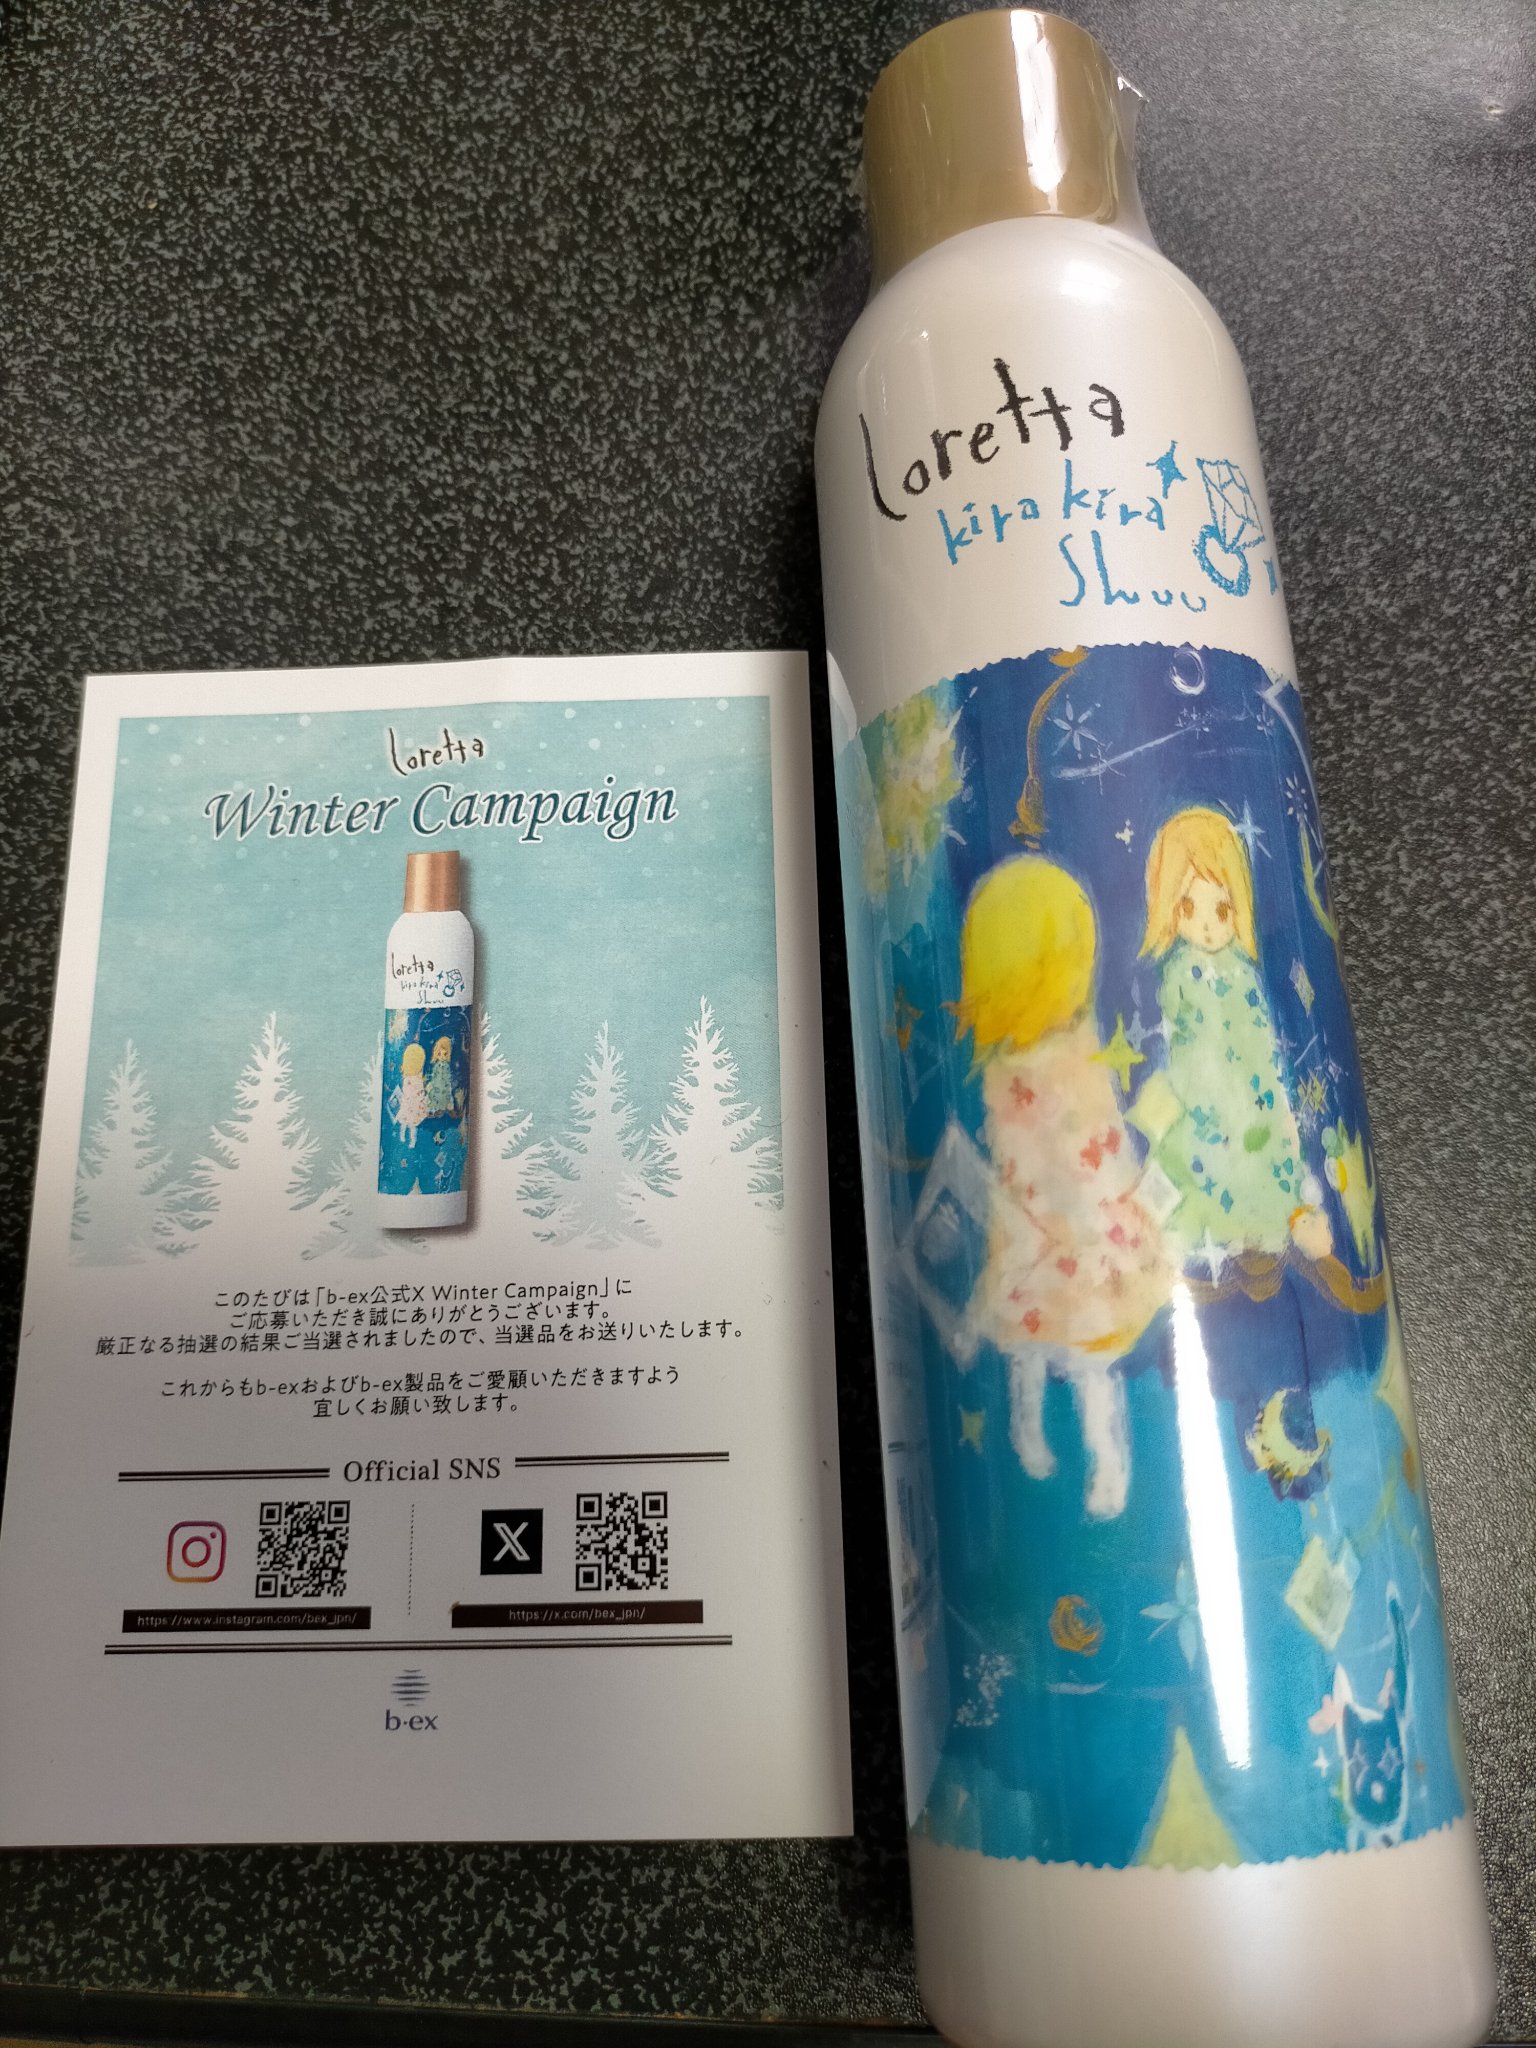 loretta
Winter Campaign
loretta
kira kira
Shuu
このたびは「b-ex公式X Winter Campaign」に
ご応募いただき誠にありがとうございます。
厳正なる抽選の結果ご当選されましたので、当選品をお送りいたします。
これからもb-exおよびb-ex製品をご愛顧いただきますよう
宜しくお願い致します。
Official SNS
https://www.instagram.com/bex_jpn/
https://x.com/bex_jpn/
b·ex
loretta
kira kira
Shuu